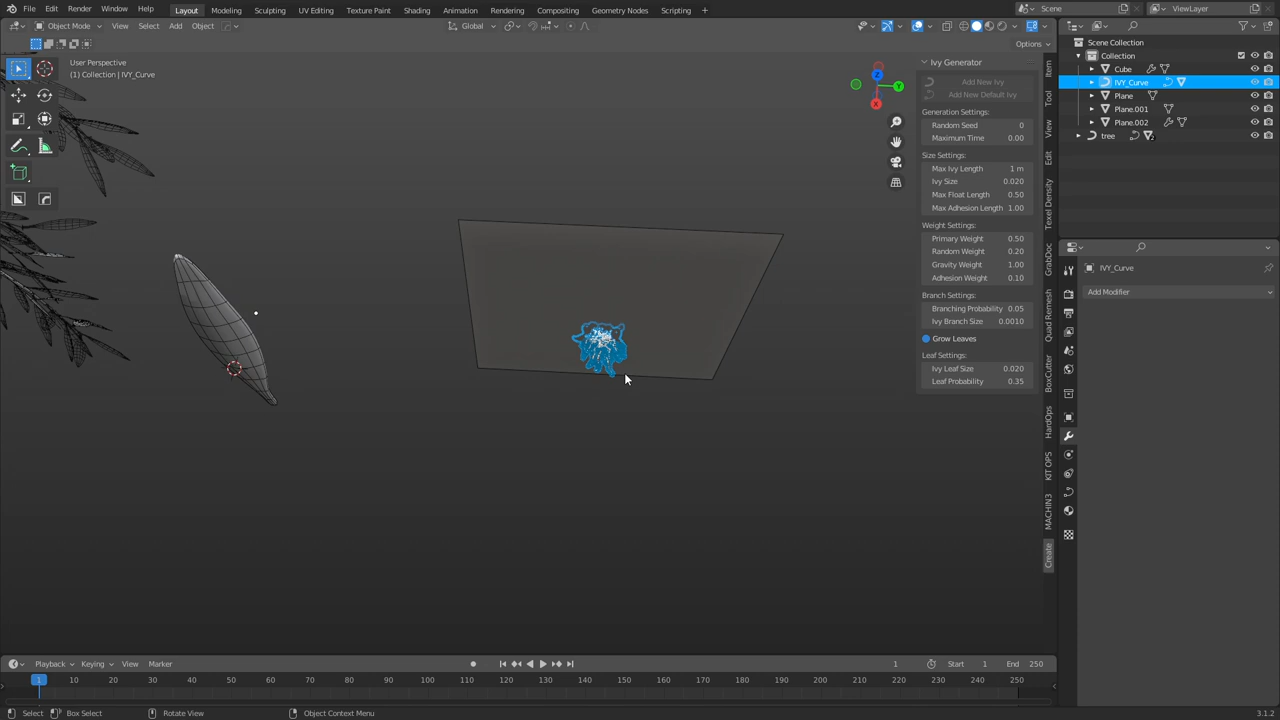 File Edit Render Window Help Layout Modeling Sculpting UV Editing Texture Paint Shading Animation Rendering Compositing Geometry Nodes Scripting + Scene ViewLayer
Object Mode View Select Add Object Global
Options
User Perspective
(1) Collection | IVY_Curve
Ivy Generator
Add New Ivy
Add New Default Ivy
Generation Settings:
Random Seed 0
Maximum Time 0.00
Size Settings:
Max Ivy Length 1 m
Ivy Size 0.020
Max Float Length 0.50
Max Adhesion Length 1.00
Weight Settings:
Primary Weight 0.50
Random Weight 0.20
Gravity Weight 1.00
Adhesion Weight 0.10
Branch Settings:
Branching Probability 0.05
Ivy Branch Size 0.0010
Grow Leaves
Leaf Settings:
Ivy Leaf Size 0.020
Leaf Probability 0.35
Z
Y
X
Item
Tool
View
Edit
Texel Density
GrabDoc
Quad Remesh
BoxCutter
HardOps
KIT OPS
MACHIN3
Create
Scene Collection
Collection
Cube
IVY_Curve
Plane
Plane.001
Plane.002
tree
IVY_Curve
Add Modifier
Playback Keying View Marker 1 Start 1 End 250
1 10 20 30 40 50 60 70 80 90 100 110 120 130 140 150 160 170 180 190 200 210 220 230 240 250
Select Box Select Rotate View Object Context Menu 3.1.2